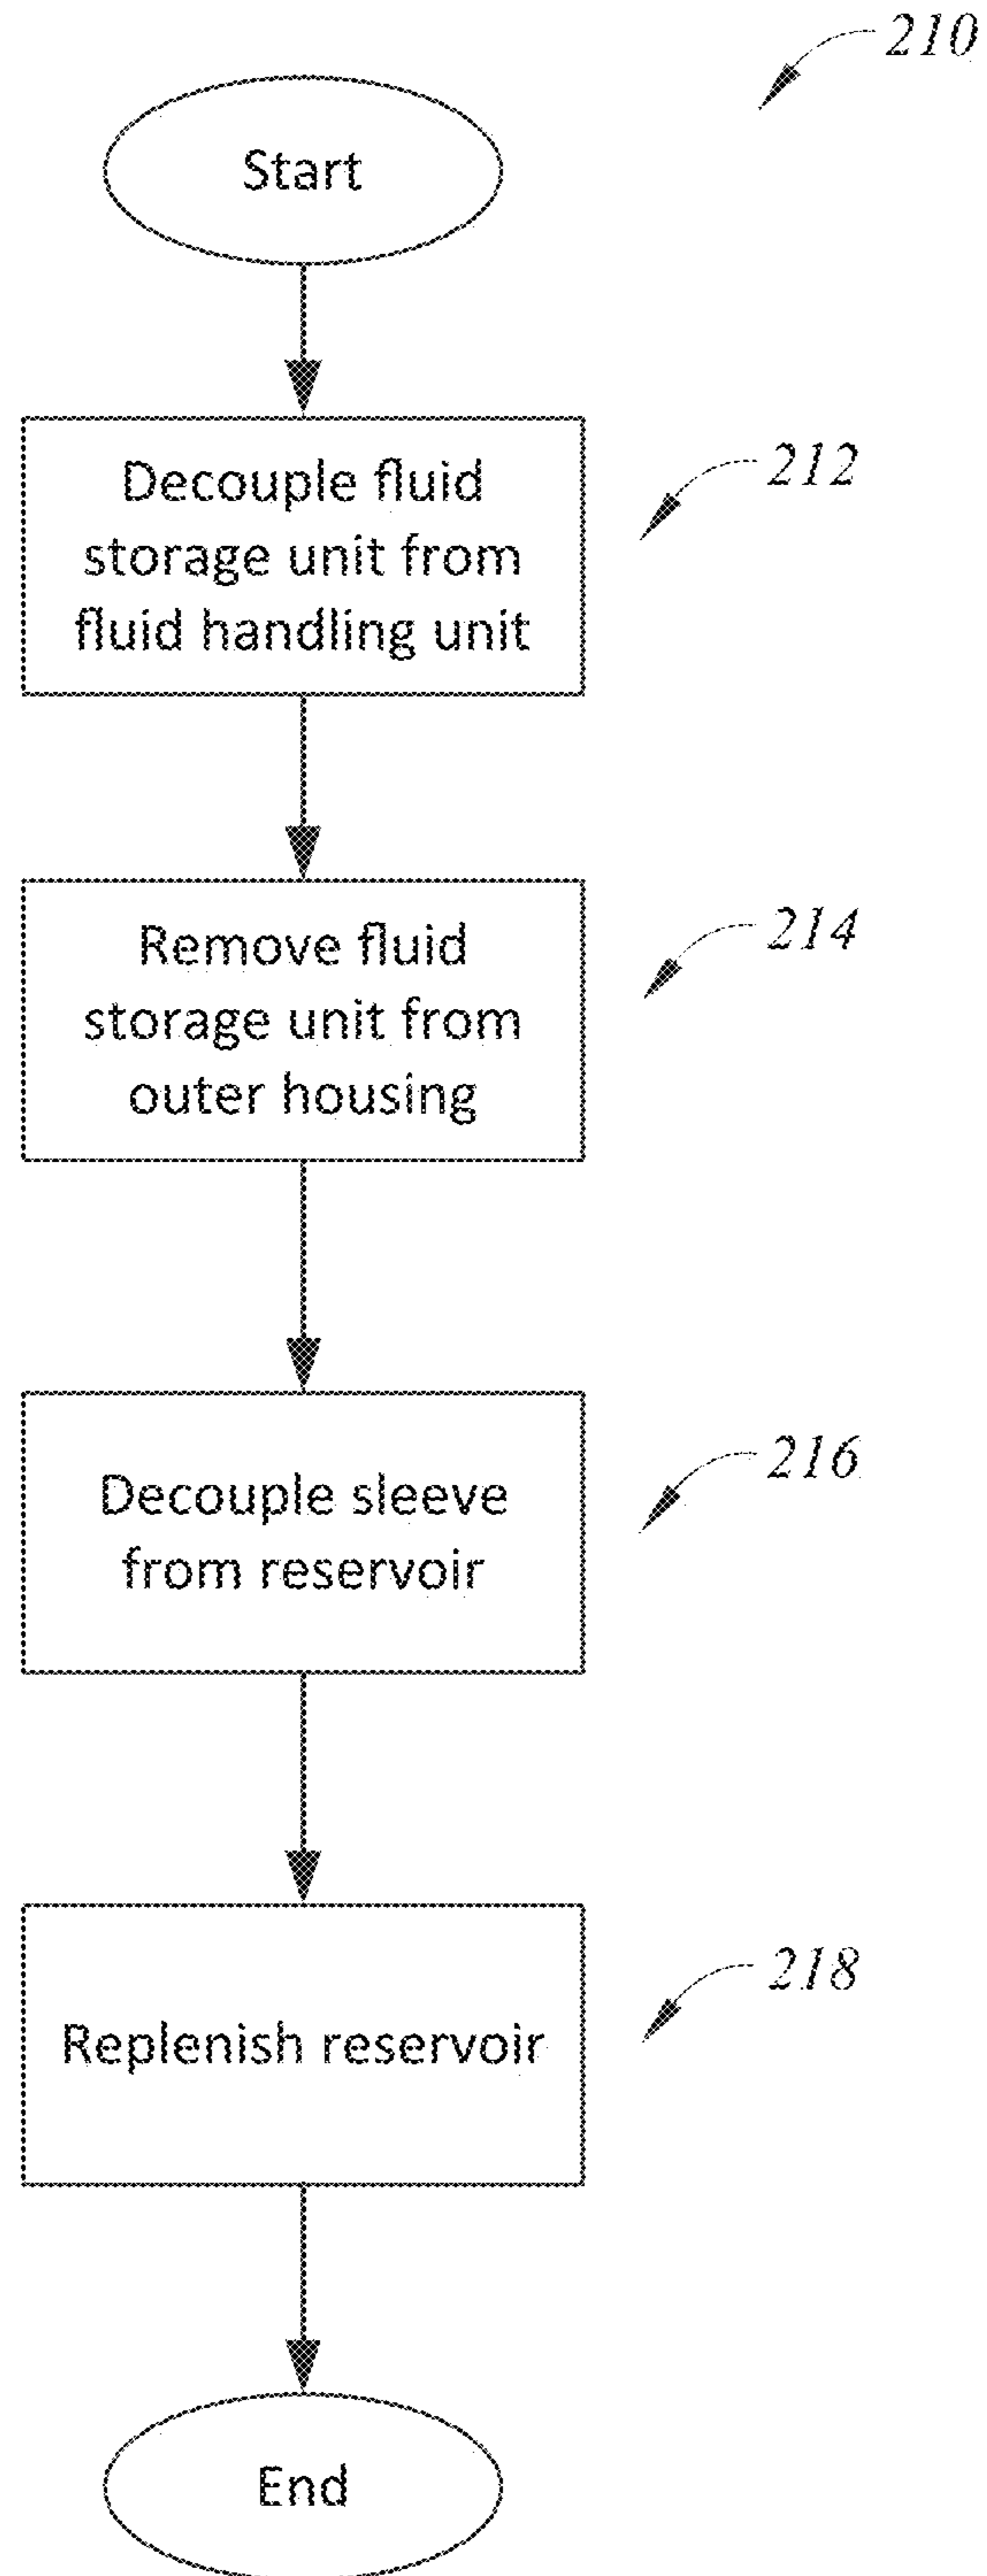 210
Start
Decouple fluid
storage unit from
fluid handling unit
212
Remove fluid
storage unit from
outer housing
214
Decouple sleeve
from reservoir
216
Replenish reservoir
218
End